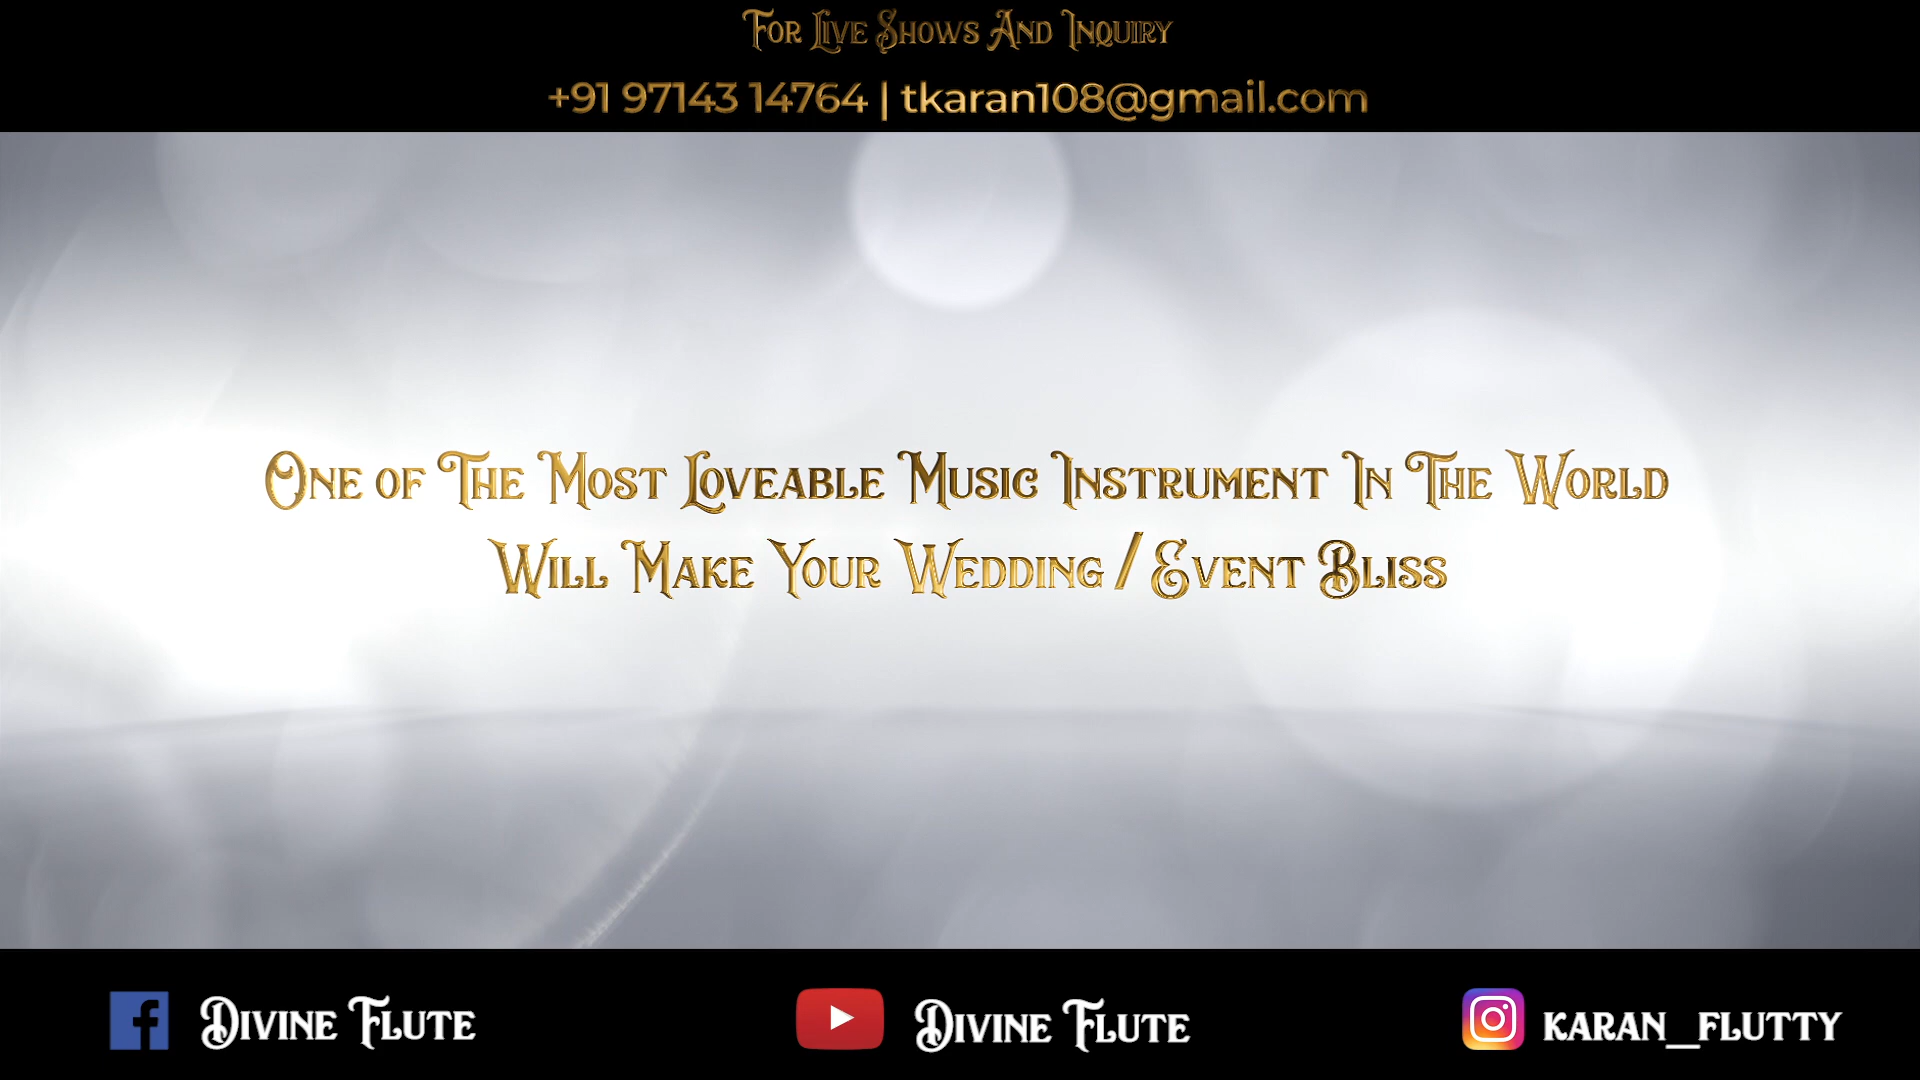 For Live Shows And Inquiry
+91 97143 14764 | tkaran108@gmail.com
One of The Most Loveable Music Instrument In The World
Will Make Your Wedding / Event Bliss
Divine Flute
Divine Flute
karan_flutty